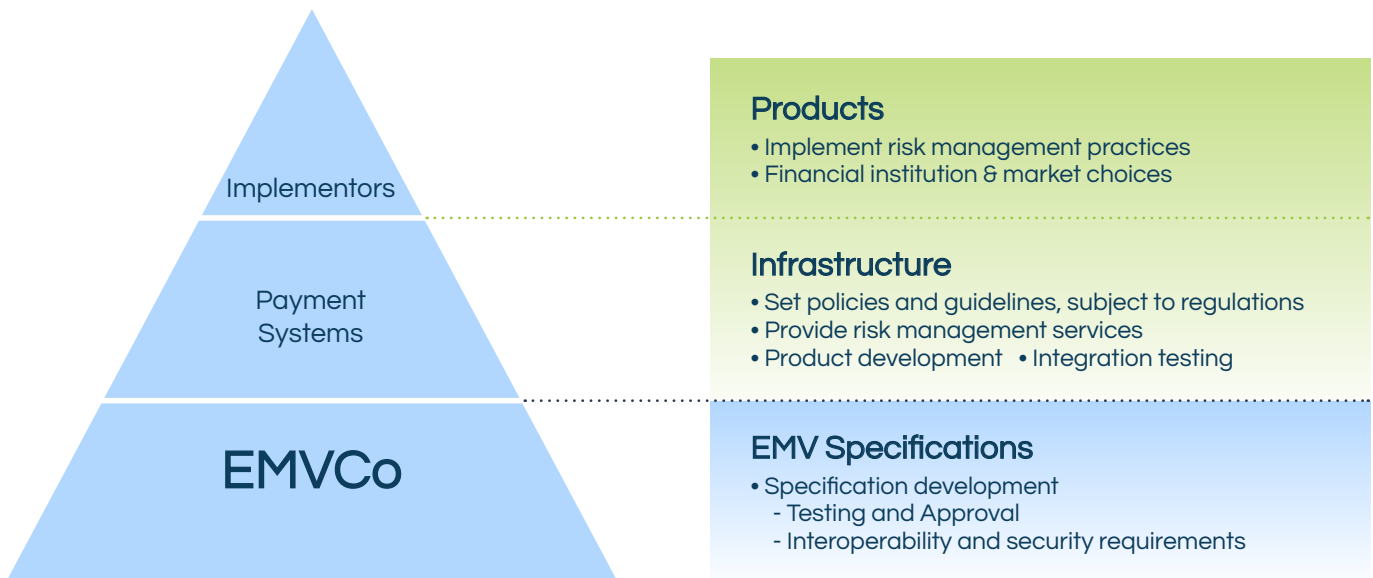 Implementors
Payment
Systems
EMVCo
Products
• Implement risk management practices
• Financial institution & market choices
Infrastructure
• Set policies and guidelines, subject to regulations
• Provide risk management services
• Product development • Integration testing
EMV Specifications
• Specification development
- Testing and Approval
- Interoperability and security requirements